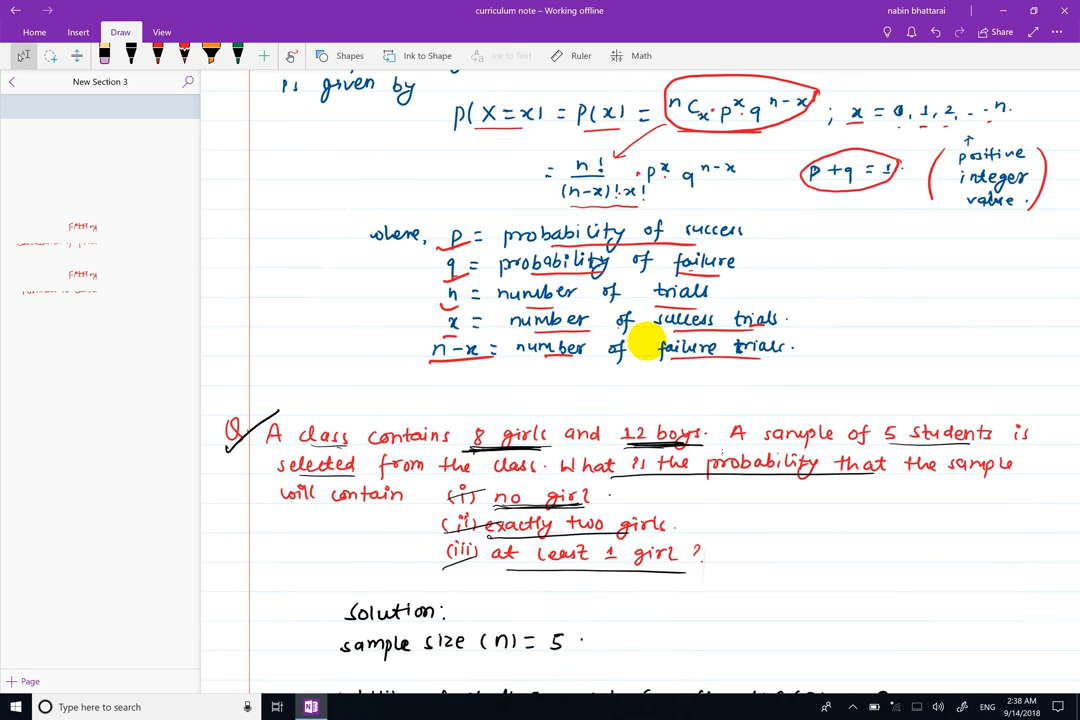 curriculum note – Working offline
nabin bhattarai
Home Insert Draw View
Share
Shapes Ink to Shape Ink to Text Ruler Math
New Section 3
is given by
P(X=x) = P(x) = nCx · p^x q^n-x ; x = 0, 1, 2, ... n.
= n! / (n-x)! x! · p^x q^n-x p+q = 1. (positive integer value.)
where, p = probability of success
q = probability of failure
n = number of trials
x = number of success trials.
n-x = number of failure trials.
Q. A class contains 8 girls and 12 boys. A sample of 5 students is
selected from the class. What is the probability that the sample
will contain (i) no girl.
(ii) exactly two girls.
(iii) at least 1 girl?
Solution:
sample size (n) = 5.
+ Page
Type here to search
ENG
2:38 AM
9/14/2018